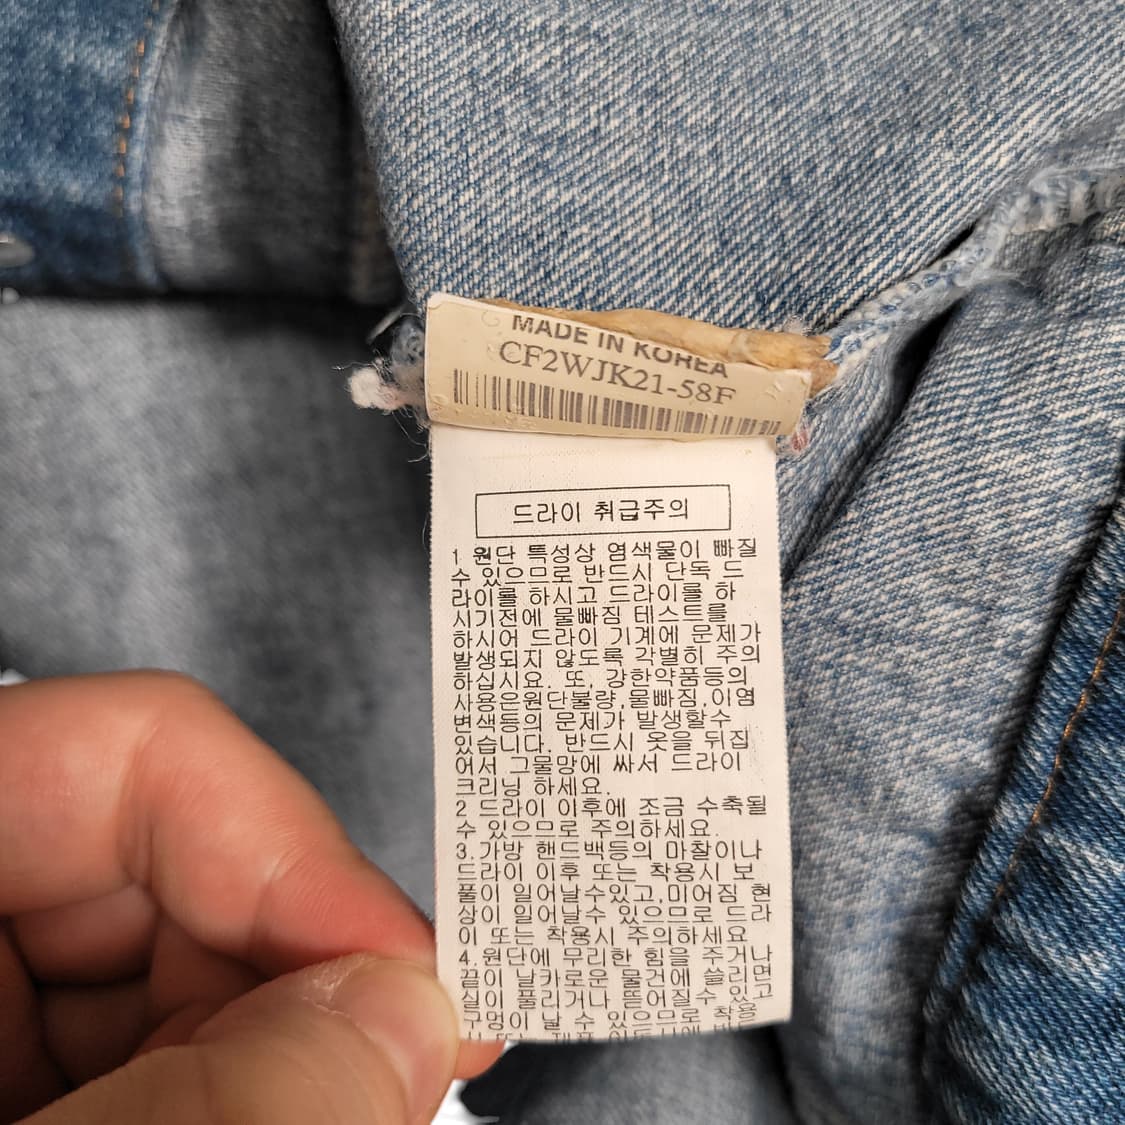 MADE IN KOREA
CF2WJK21-58F
드라이 취급주의
1.원단 특성상 염색물이 빠질
수 있으므로 반드시 단독 드
라이를 하시고 드라이를 하
시기전에 물빠짐 테스트를
하시어 드라이 기계에 문제가
발생되지 않도록 각별히 주의
하십시요. 또, 강한약품등의
사용은원단불량,물빠짐,이염
변색등의 문제가 발생할수
있습니다. 반드시 옷을 뒤집
어서 그물망에 싸서 드라이
크리닝 하세요.
2.드라이 이후에 조금 수축될
수 있으므로 주의하세요.
3.가방 핸드백등의 마찰이나
드라이 이후 또는 착용시 보
풀이 일어날수있고,미어짐 현
상이 일어날수 있으므로 드라
이 또는 착용시 주의하세요
4.원단에 무리한 힘을 주거나
끝이 날카로운 물건에 쓸리면
실이 풀리거나 뜯어질수 있고
구멍이 날 수 있으므로 착용